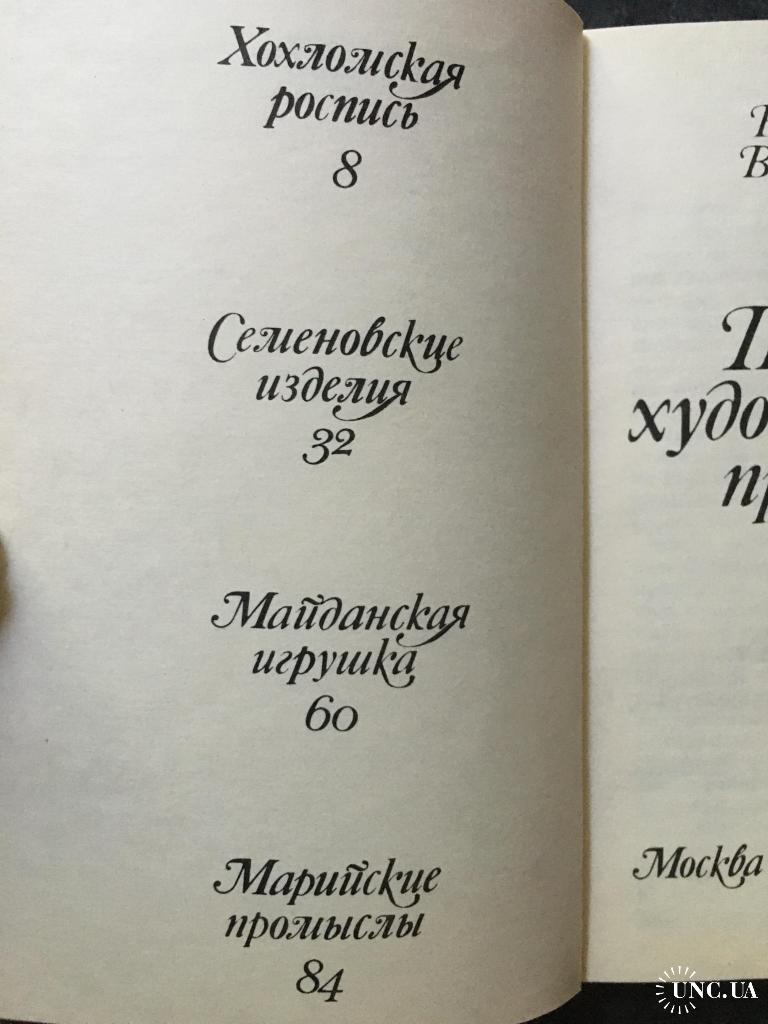 Хохломская
роспись
8
Семеновские
изделия
32
Майданская
игрушка
60
Марийские
промыслы
84
Москва
UNC.UA